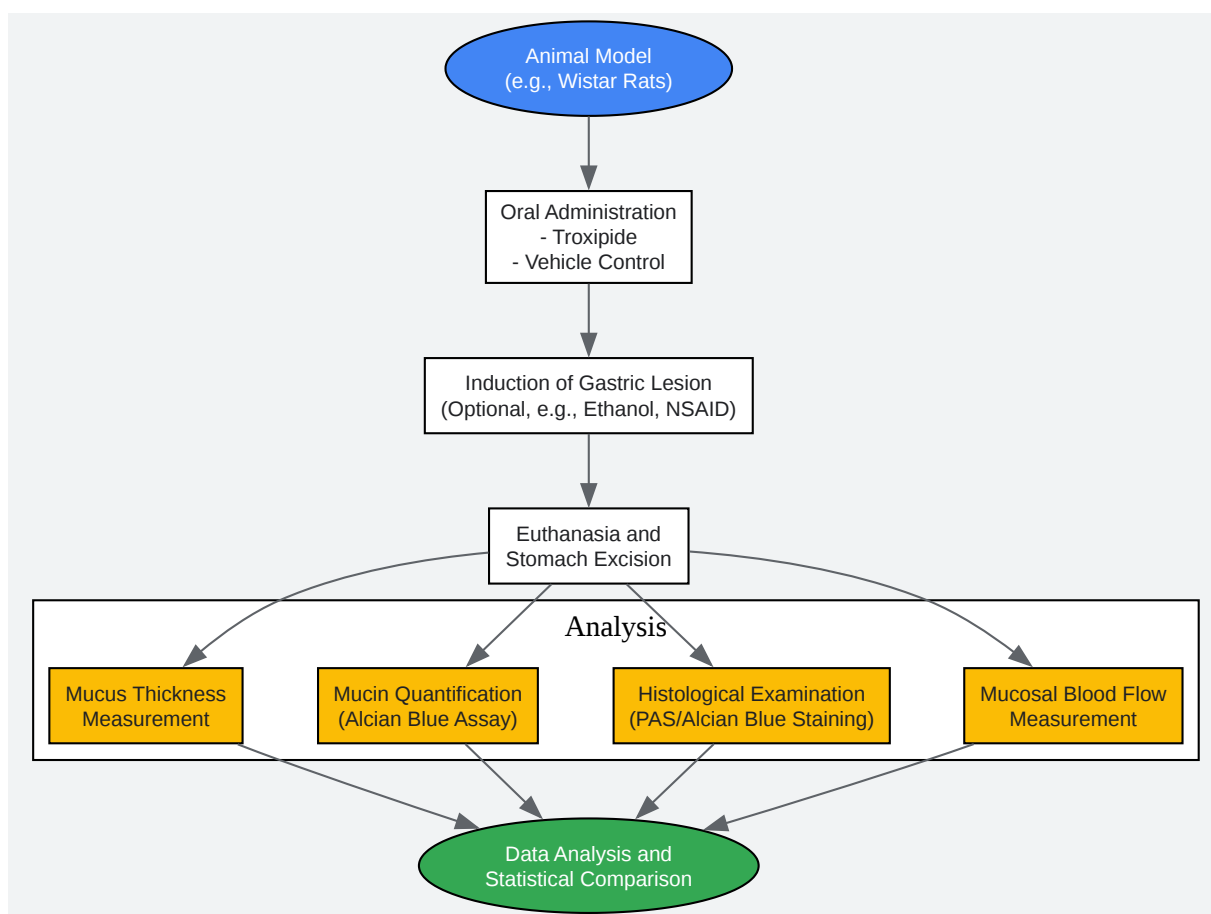 Animal Model
(e.g., Wistar Rats)
Oral Administration
- Troxipide
- Vehicle Control
Induction of Gastric Lesion
(Optional, e.g., Ethanol, NSAID)
Euthanasia and
Stomach Excision
Analysis
Mucus Thickness
Measurement
Mucin Quantification
(Alcian Blue Assay)
Histological Examination
(PAS/Alcian Blue Staining)
Mucosal Blood Flow
Measurement
Data Analysis and
Statistical Comparison